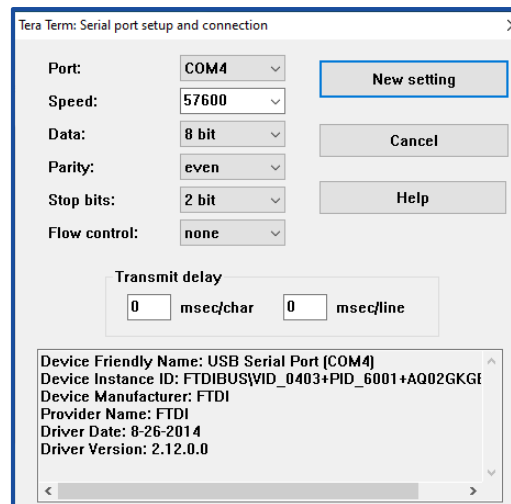 Tera Term: Serial port setup and connection
Port: COM4 New setting
Speed: 57600
Data: 8 bit Cancel
Parity: even
Stop bits: 2 bit Help
Flow control: none
Transmit delay
0 msec/char 0 msec/line
Device Friendly Name: USB Serial Port (COM4)
Device Instance ID: FTDIBUS\VID_0403+PID_6001+AQ02GKGE
Device Manufacturer: FTDI
Provider Name: FTDI
Driver Date: 8-26-2014
Driver Version: 2.12.0.0